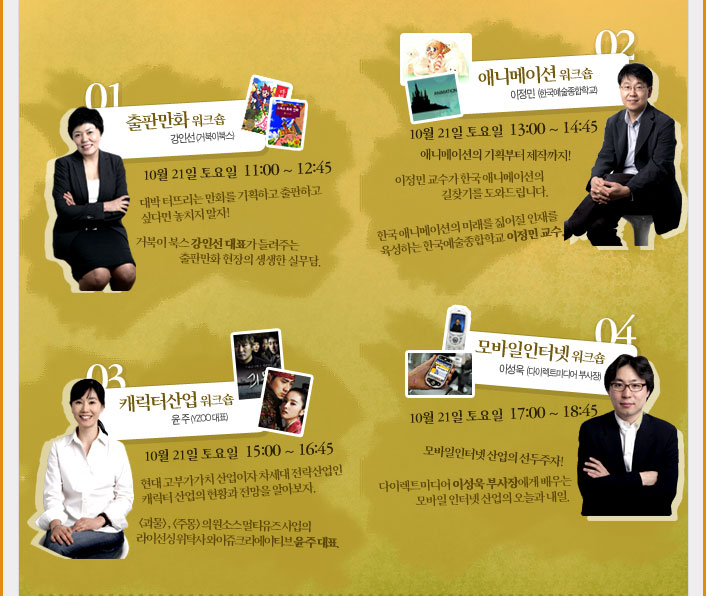 01
출판만화 워크숍
강인선(거북이북스)
10월 21일 토요일 11:00 ~ 12:45
대박 터뜨리는 만화를 기획하고 출판하고
싶다면 놓치지 말자!
거북이 북스 강인선 대표가 들려주는
출판만화 현장의 생생한 실무담.
02
애니메이션 워크숍
이정민 (한국예술종합학교)
ANIMATION
10월 21일 토요일 13:00 ~ 14:45
애니메이션의 기획부터 제작까지!
이정민 교수가 한국 애니메이션의
길찾기를 도와드립니다.
한국 애니메이션의 미래를 짊어질 인재를
육성하는 한국예술종합학교 이정민 교수.
03
캐릭터산업 워크숍
윤 주 (YZOO 대표)
10월 21일 토요일 15:00 ~ 16:45
현대 고부가가치 산업이자 차세대 전략산업인
캐릭터 산업의 현황과 전망을 알아보자.
〈괴물〉, 〈주몽〉 의 원소스멀티유즈 사업의
라이선싱 위탁사 와이쥬크리에이티브 윤 주 대표.
04
모바일인터넷 워크숍
이성욱 (다이렉트미디어 부사장)
10월 21일 토요일 17:00 ~ 18:45
모바일인터넷 산업의 선두주자!
다이렉트 미디어 이성욱 부사장에게 배우는
모바일 인터넷 산업의 오늘과 내일.